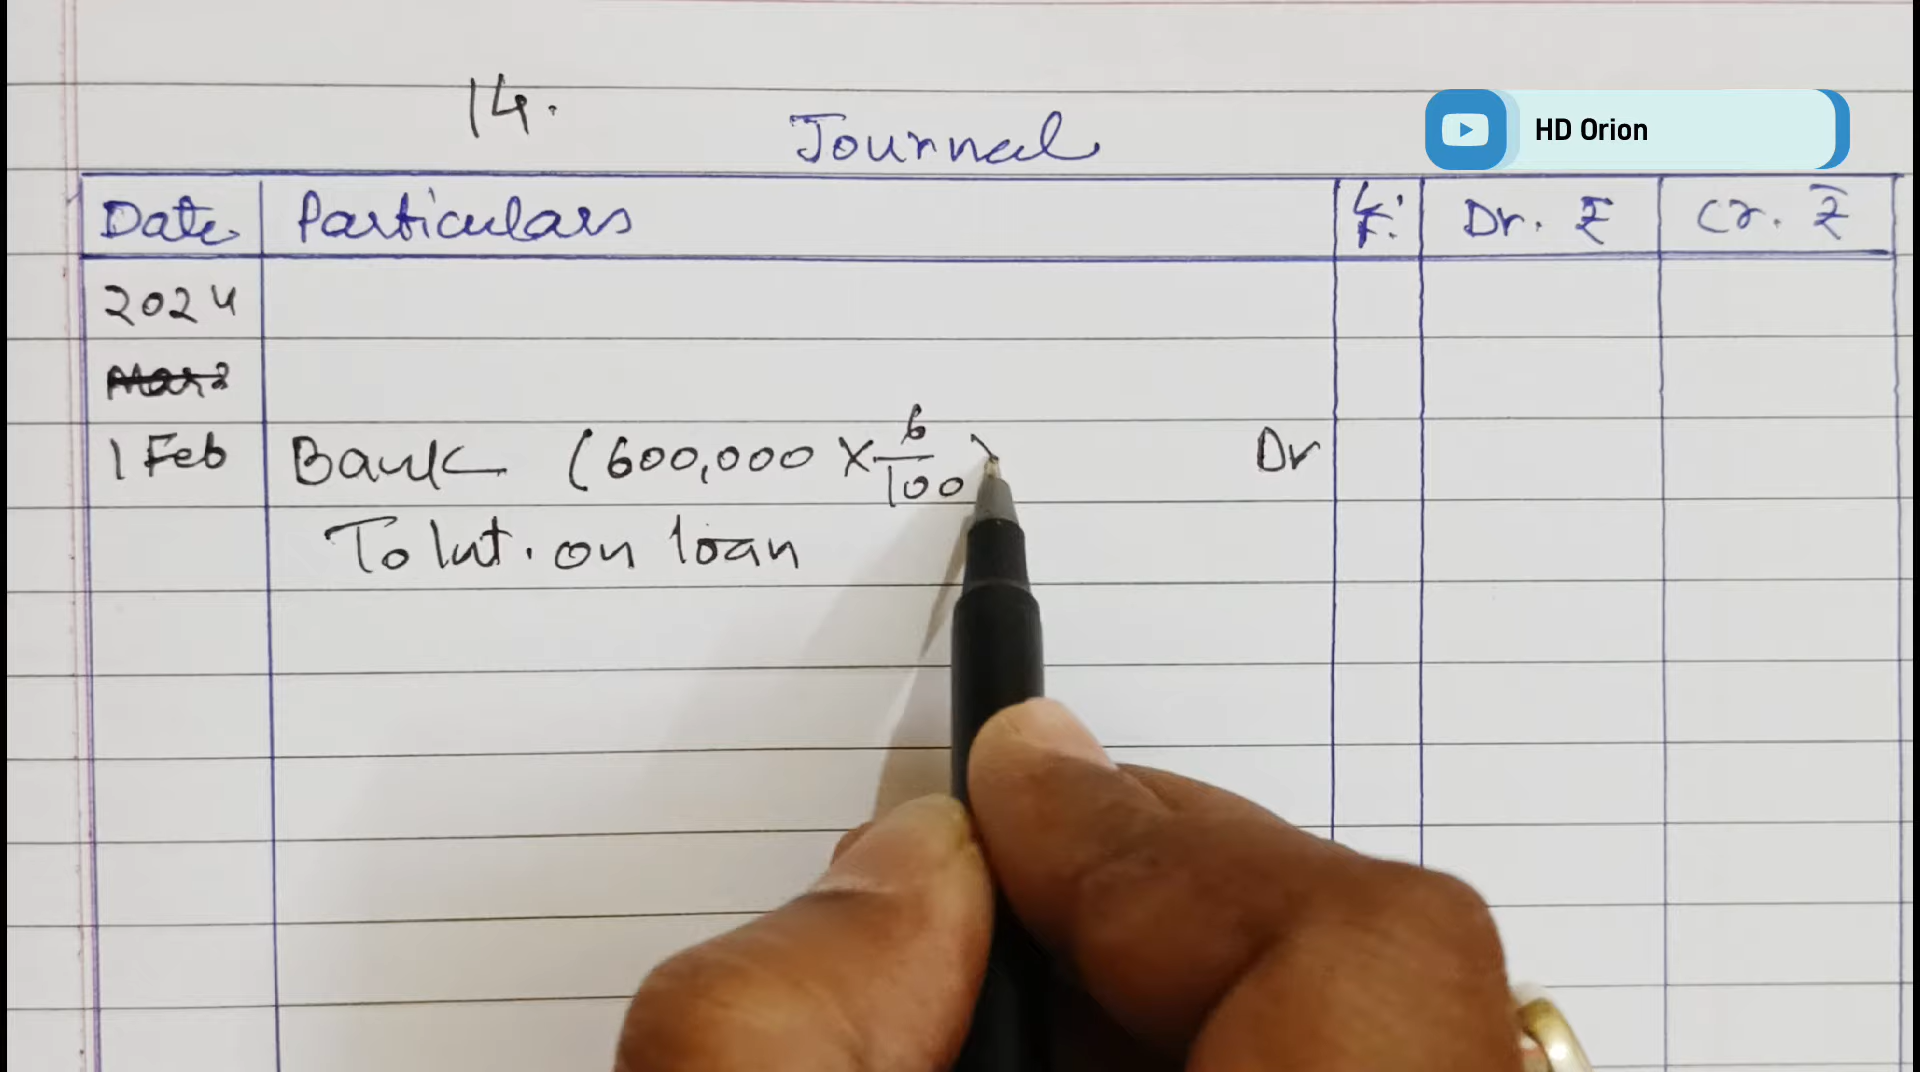 14.
HD Orion
Journal
Date Particulars L.F. Dr. ₹ Cr. ₹
2024
1 Feb Bank (600,000 × 6/100) Dr
To Int. on loan